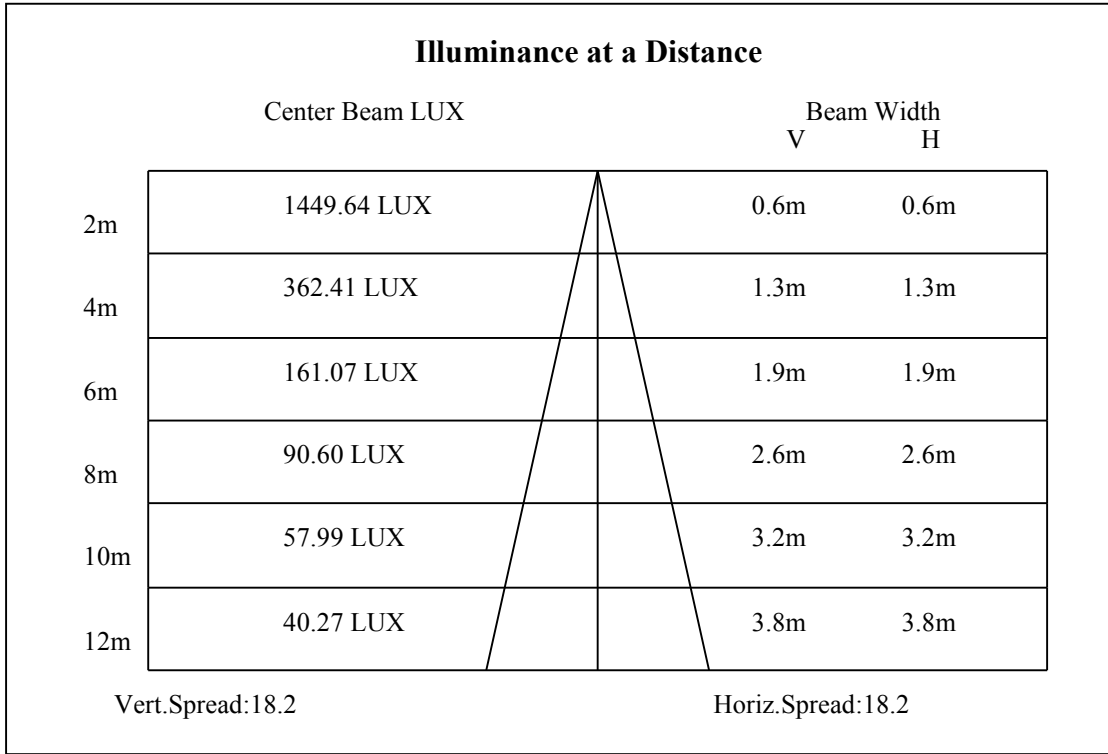 Illuminance at a Distance
Center Beam LUX Beam Width
V H
2m 1449.64 LUX 0.6m 0.6m
4m 362.41 LUX 1.3m 1.3m
6m 161.07 LUX 1.9m 1.9m
8m 90.60 LUX 2.6m 2.6m
10m 57.99 LUX 3.2m 3.2m
12m 40.27 LUX 3.8m 3.8m
Vert.Spread:18.2 Horiz.Spread:18.2